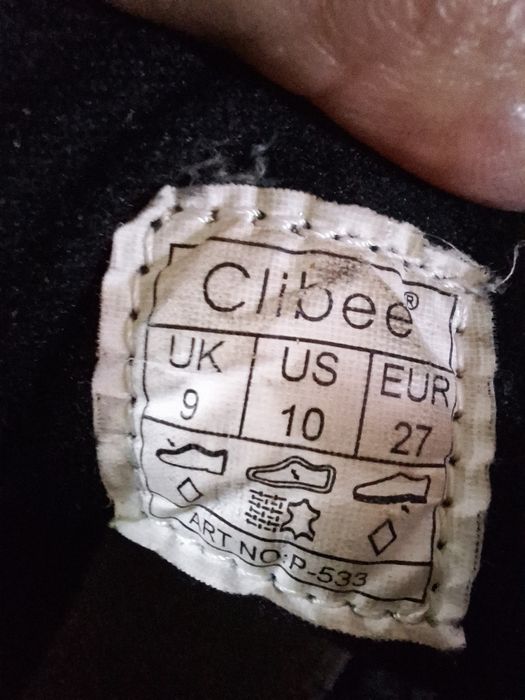 Clibee®
UK US EUR
9 10 27
ART NO:P-533